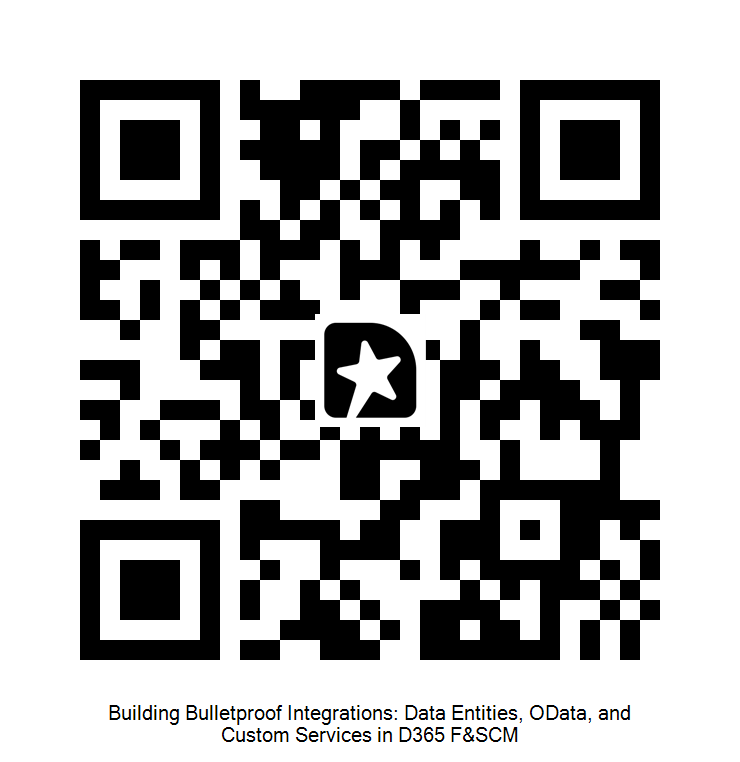 Building Bulletproof Integrations: Data Entities, OData, and
Custom Services in D365 F&SCM